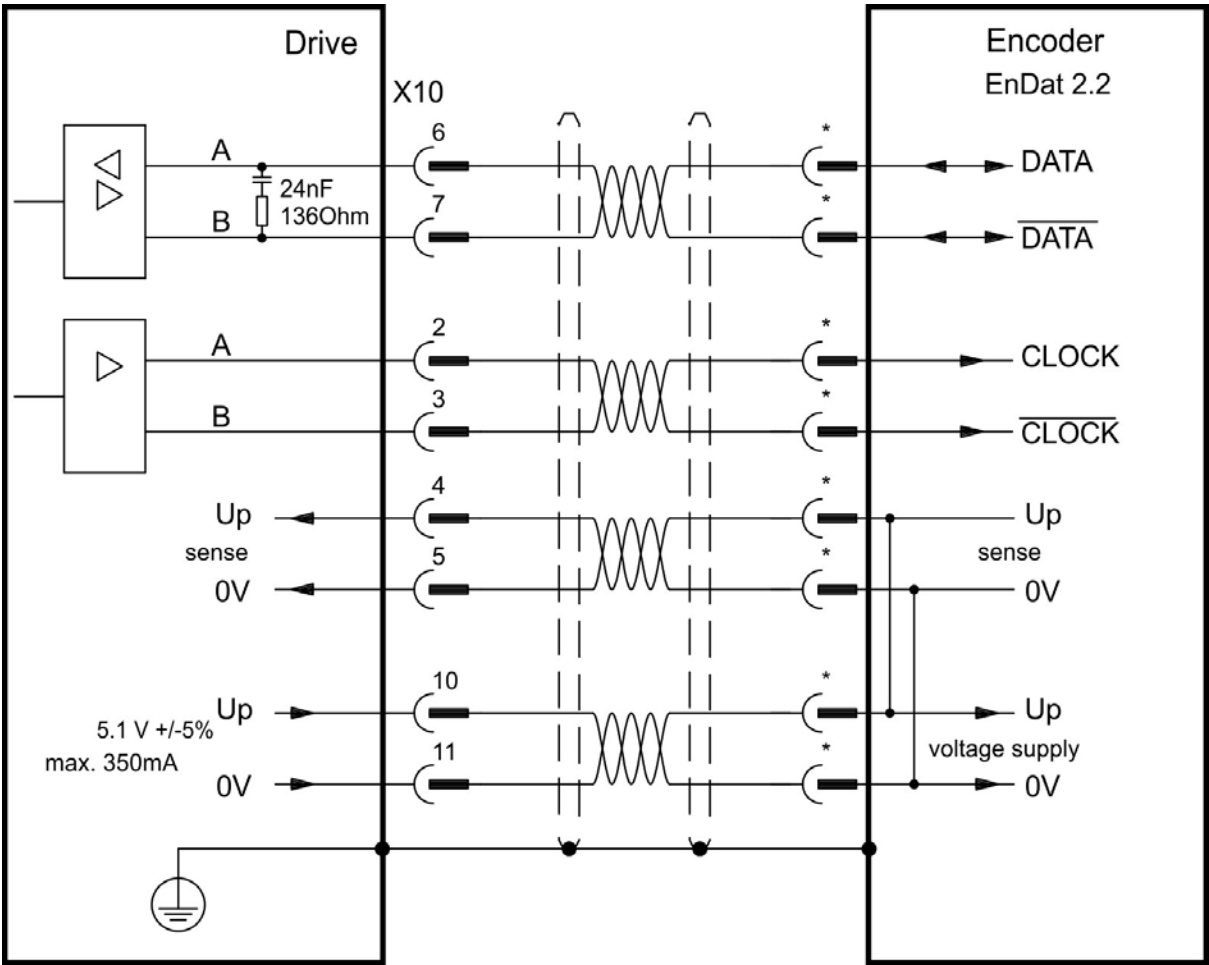 Drive
Encoder
EnDat 2.2
X10
A
6
*
DATA
24nF
136Ohm
B
7
*
DATA
A
2
*
CLOCK
B
3
*
CLOCK
Up
4
*
Up
sense
sense
0V
5
*
0V
Up
10
*
Up
5.1 V +/-5%
max. 350mA
voltage supply
0V
11
*
0V